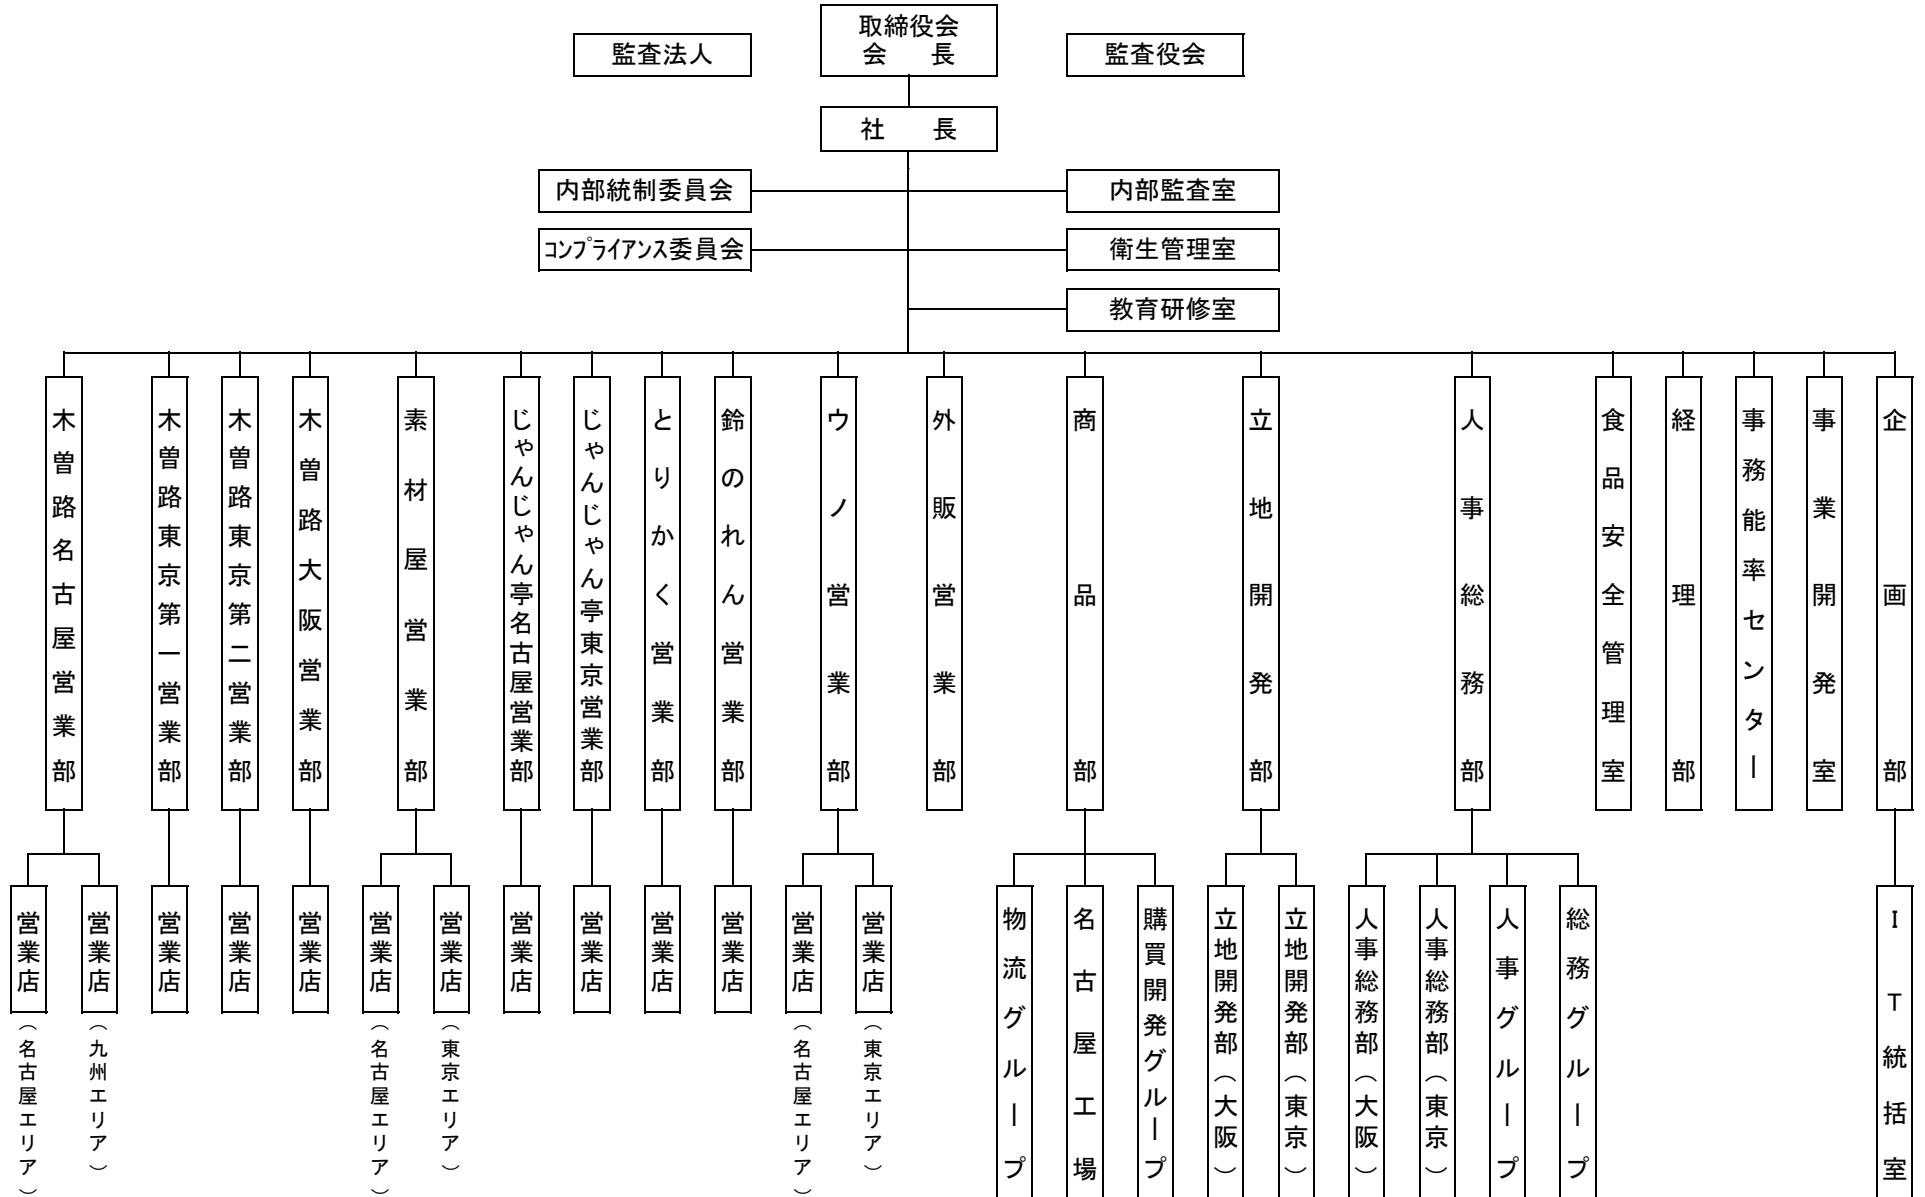 取締役会
会　長
監査法人
監査役会
社　長
内部統制委員会
内部監査室
コンプライアンス委員会
衛生管理室
教育研修室
木曽路名古屋営業部
木曽路東京第一営業部
木曽路東京第二営業部
木曽路大阪営業部
素材屋営業部
じゃんじゃん亭名古屋営業部
じゃんじゃん亭東京営業部
とりかく営業部
鈴のれん営業部
ウノ営業部
外販営業部
商品部
立地開発部
人事総務部
食品安全管理室
経理部
事務能率センター
事業開発室
企画部
営業店
（名古屋エリア）
営業店
（九州エリア）
営業店
営業店
営業店
営業店
（名古屋エリア）
営業店
（東京エリア）
営業店
営業店
営業店
営業店
営業店
（名古屋エリア）
営業店
（東京エリア）
物流グループ
名古屋工場
購買開発グループ
立地開発部（大阪）
立地開発部（東京）
人事総務部（大阪）
人事総務部（東京）
人事グループ
総務グループ
ＩＴ統括室